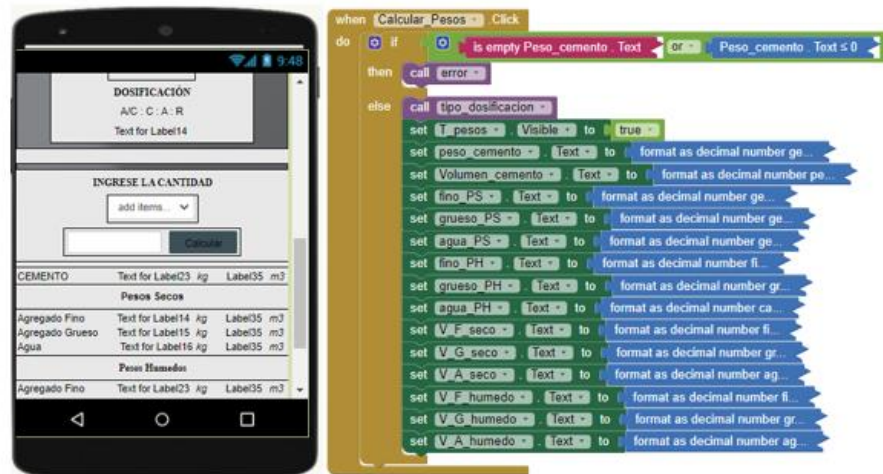 9:48
DOSIFICACIÓN
A/C : C : A : R
Text for Label14
INGRESE LA CANTIDAD
add items...
Calcular
CEMENTO Text for Label23 kg Label35 m3
Pesos Secos
Agregado Fino Text for Label14 kg Label35 m3
Agregado Grueso Text for Label15 kg Label35 m3
Agua Text for Label16 kg Label35 m3
Pesos Humedos
Agregado Fino Text for Label23 kg Label35 m3
when Calcular_Pesos .Click
do if is empty Peso_cemento . Text or Peso_cemento . Text ≤ 0
then call error
else call tipo_dosificacion
set T_pesos . Visible to true
set peso_cemento . Text to format as decimal number ge...
set Volumen_cemento . Text to format as decimal number pe...
set fino_PS . Text to format as decimal number ge...
set grueso_PS . Text to format as decimal number ge...
set agua_PS . Text to format as decimal number ge...
set fino_PH . Text to format as decimal number fi...
set grueso_PH . Text to format as decimal number gr...
set agua_PH . Text to format as decimal number ca...
set V_F_seco . Text to format as decimal number fi...
set V_G_seco . Text to format as decimal number gr...
set V_A_seco . Text to format as decimal number ag...
set V_F_humedo . Text to format as decimal number fi...
set V_G_humedo . Text to format as decimal number gr...
set V_A_humedo . Text to format as decimal number ag...